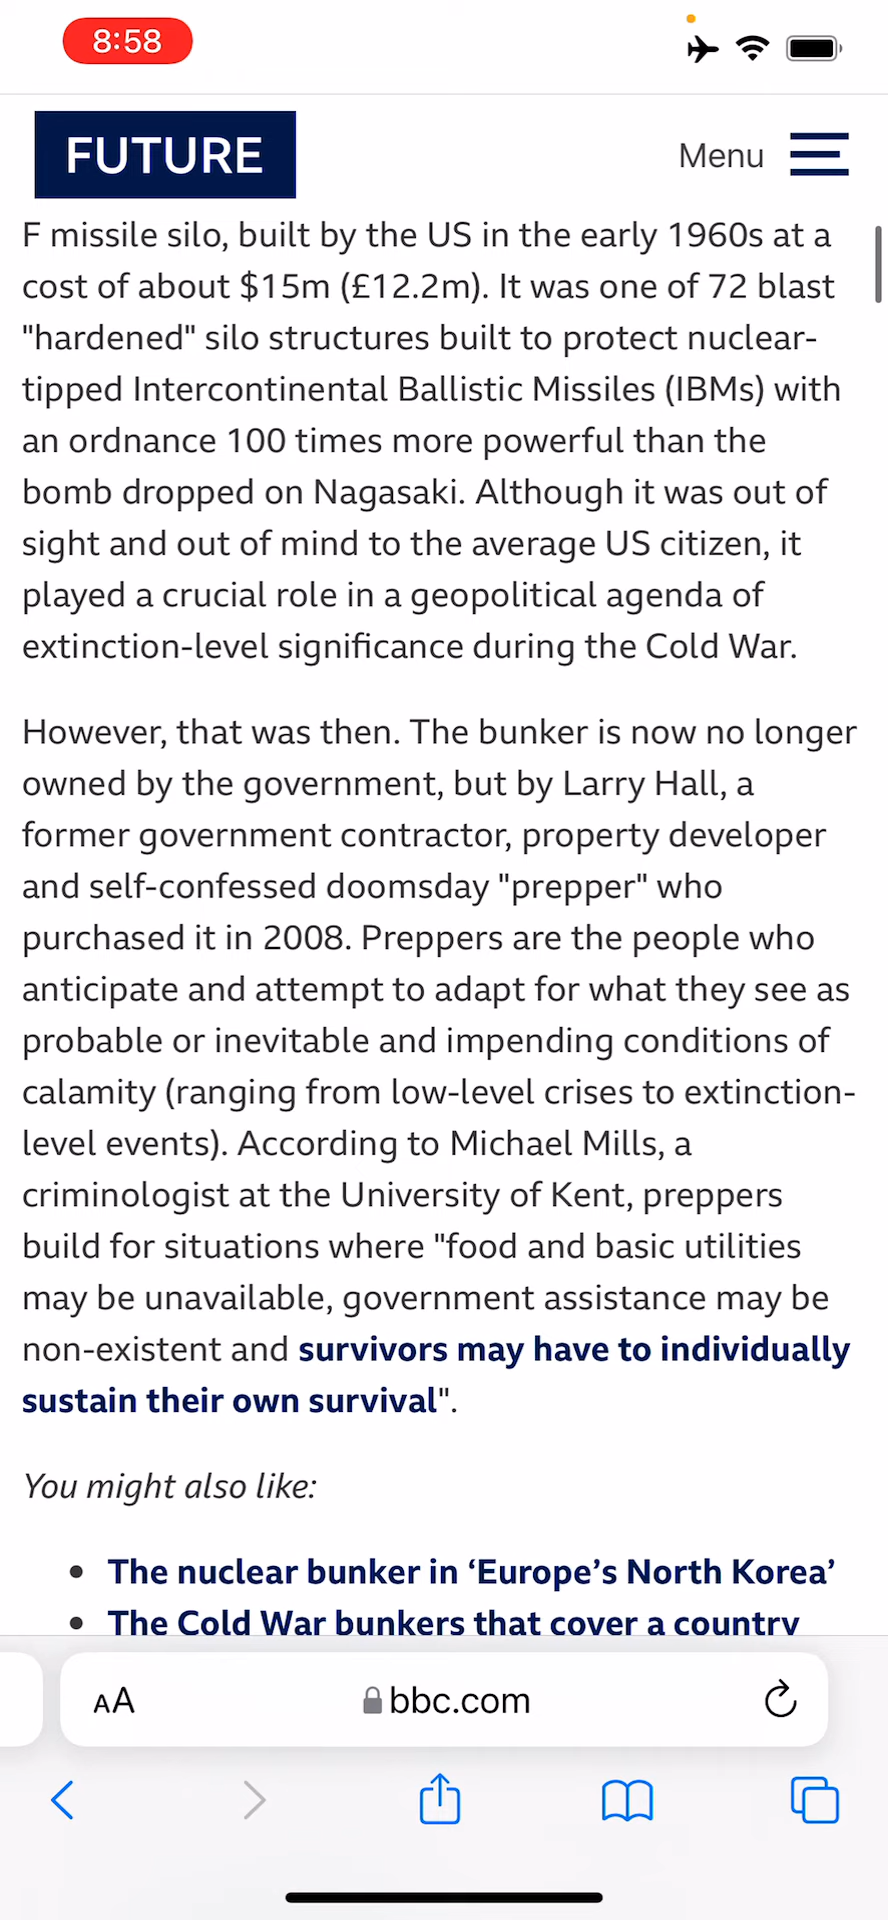 8:58
FUTURE
Menu
F missile silo, built by the US in the early 1960s at a
cost of about $15m (£12.2m). It was one of 72 blast
"hardened" silo structures built to protect nuclear-
tipped Intercontinental Ballistic Missiles (IBMs) with
an ordnance 100 times more powerful than the
bomb dropped on Nagasaki. Although it was out of
sight and out of mind to the average US citizen, it
played a crucial role in a geopolitical agenda of
extinction-level significance during the Cold War.
However, that was then. The bunker is now no longer
owned by the government, but by Larry Hall, a
former government contractor, property developer
and self-confessed doomsday "prepper" who
purchased it in 2008. Preppers are the people who
anticipate and attempt to adapt for what they see as
probable or inevitable and impending conditions of
calamity (ranging from low-level crises to extinction-
level events). According to Michael Mills, a
criminologist at the University of Kent, preppers
build for situations where "food and basic utilities
may be unavailable, government assistance may be
non-existent and survivors may have to individually
sustain their own survival".
You might also like:
• The nuclear bunker in ‘Europe’s North Korea’
• The Cold War bunkers that cover a country
AA bbc.com